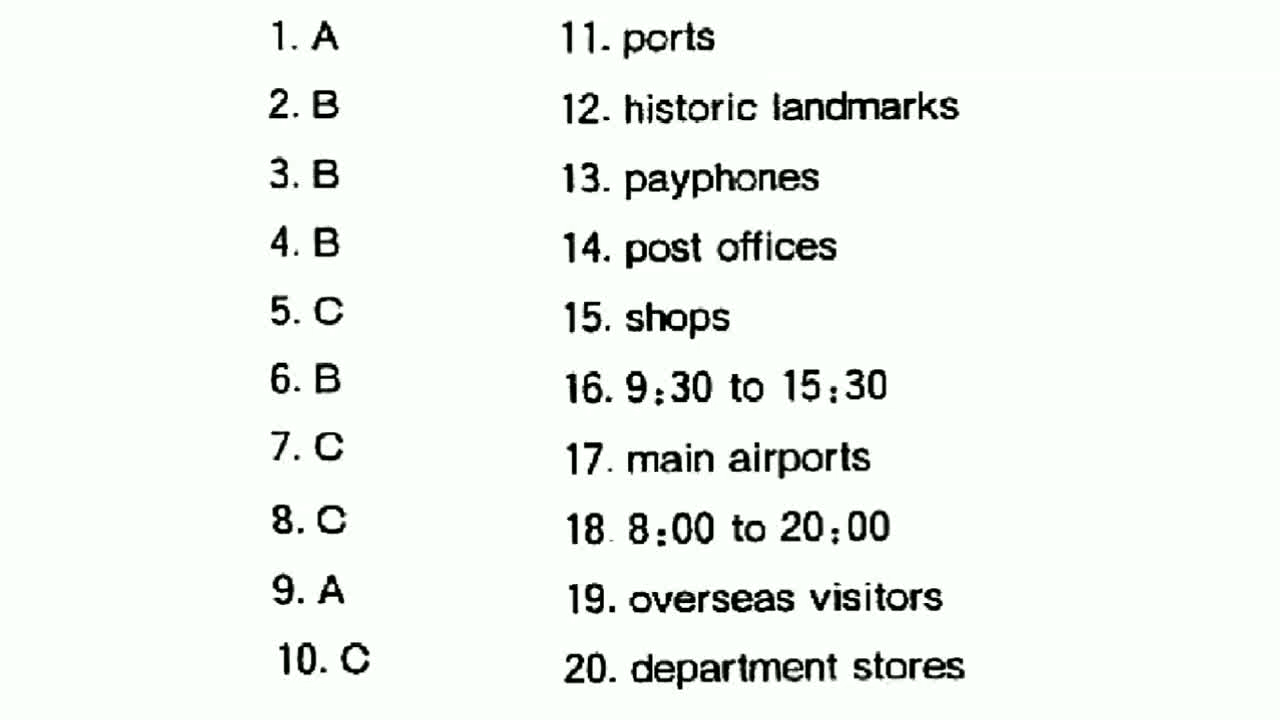 1. A
2. B
3. B
4. B
5. C
6. B
7. C
8. C
9. A
10. C
11. ports
12. historic landmarks
13. payphones
14. post offices
15. shops
16. 9:30 to 15:30
17. main airports
18. 8:00 to 20:00
19. overseas visitors
20. department stores